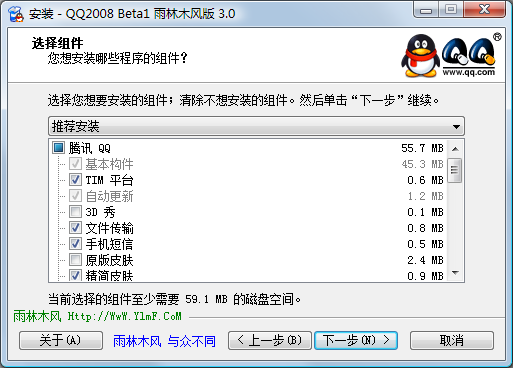 安装 - QQ2008 Beta1 雨林木风版 3.0
选择组件
您想安装哪些程序的组件？
www.qq.com
选择您想要安装的组件；清除不想安装的组件。然后单击“下一步”继续。
推荐安装
腾讯 QQ 55.7 MB
基本构件 45.3 MB
TIM 平台 0.6 MB
自动更新 1.2 MB
3D 秀 0.1 MB
文件传输 0.8 MB
手机短信 0.5 MB
原版皮肤 2.4 MB
精简皮肤 0.9 MB
当前选择的组件至少需要 59.1 MB 的磁盘空间。
雨林木风 Http://WwW.YlmF.CoM
关于(A) 雨林木风 与众不同 < 上一步(B) 下一步(N) > 取消